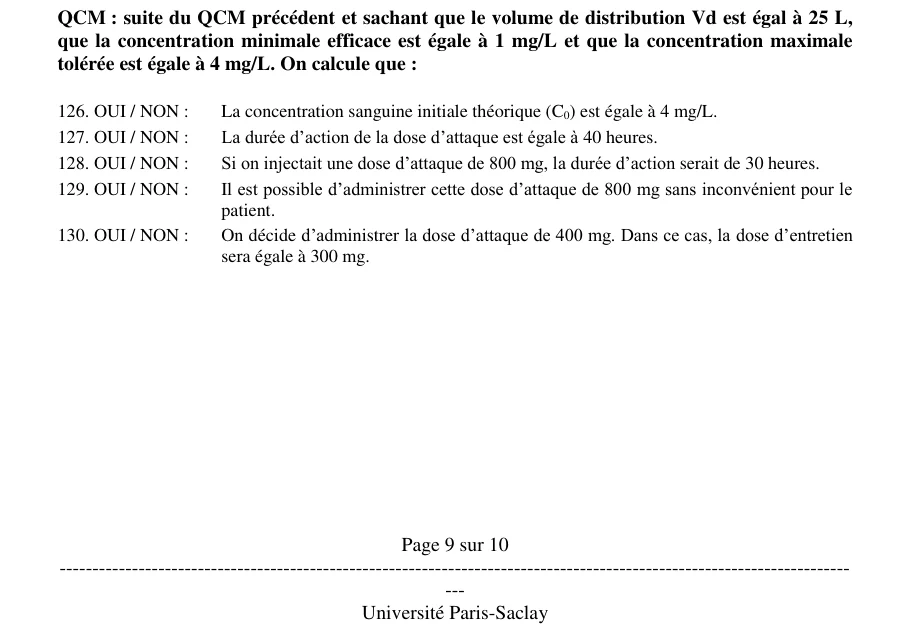 QCM : suite du QCM précédent et sachant que le volume de distribution Vd est égal à 25 L,
que la concentration minimale efficace est égale à 1 mg/L et que la concentration maximale
tolérée est égale à 4 mg/L. On calcule que :
126. OUI / NON : La concentration sanguine initiale théorique (C0) est égale à 4 mg/L.
127. OUI / NON : La durée d’action de la dose d’attaque est égale à 40 heures.
128. OUI / NON : Si on injectait une dose d’attaque de 800 mg, la durée d’action serait de 30 heures.
129. OUI / NON : Il est possible d’administrer cette dose d’attaque de 800 mg sans inconvénient pour le
patient.
130. OUI / NON : On décide d’administrer la dose d’attaque de 400 mg. Dans ce cas, la dose d’entretien
sera égale à 300 mg.
Page 9 sur 10
------------------------------------------------------------------------------------------------------------------------
---
Université Paris-Saclay